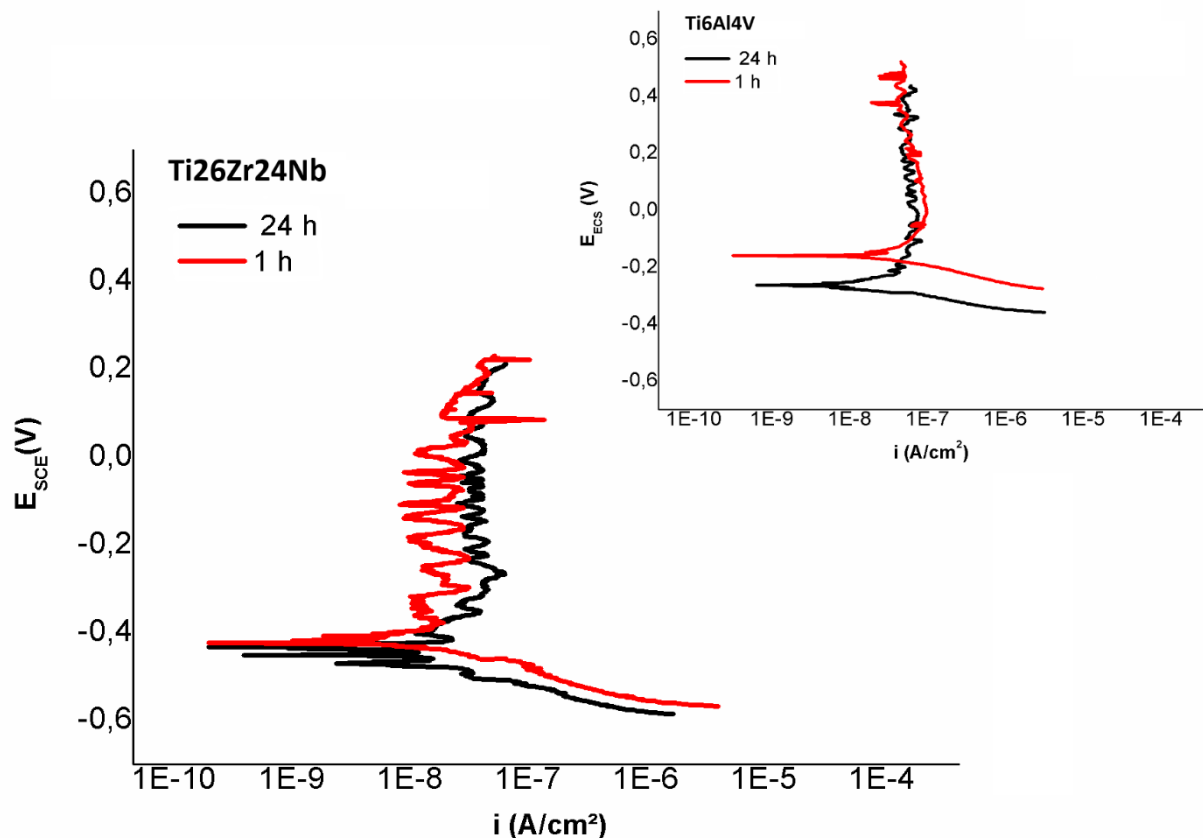 Ti26Zr24Nb
24 h
1 h
0,6
0,4
0,2
0,0
-0,2
-0,4
-0,6
E_SCE(V)
1E-10 1E-9 1E-8 1E-7 1E-6 1E-5 1E-4
i (A/cm²)
Ti6Al4V
24 h
1 h
0,6
0,4
0,2
0,0
-0,2
-0,4
-0,6
E_ECS (V)
1E-10 1E-9 1E-8 1E-7 1E-6 1E-5 1E-4
i (A/cm²)